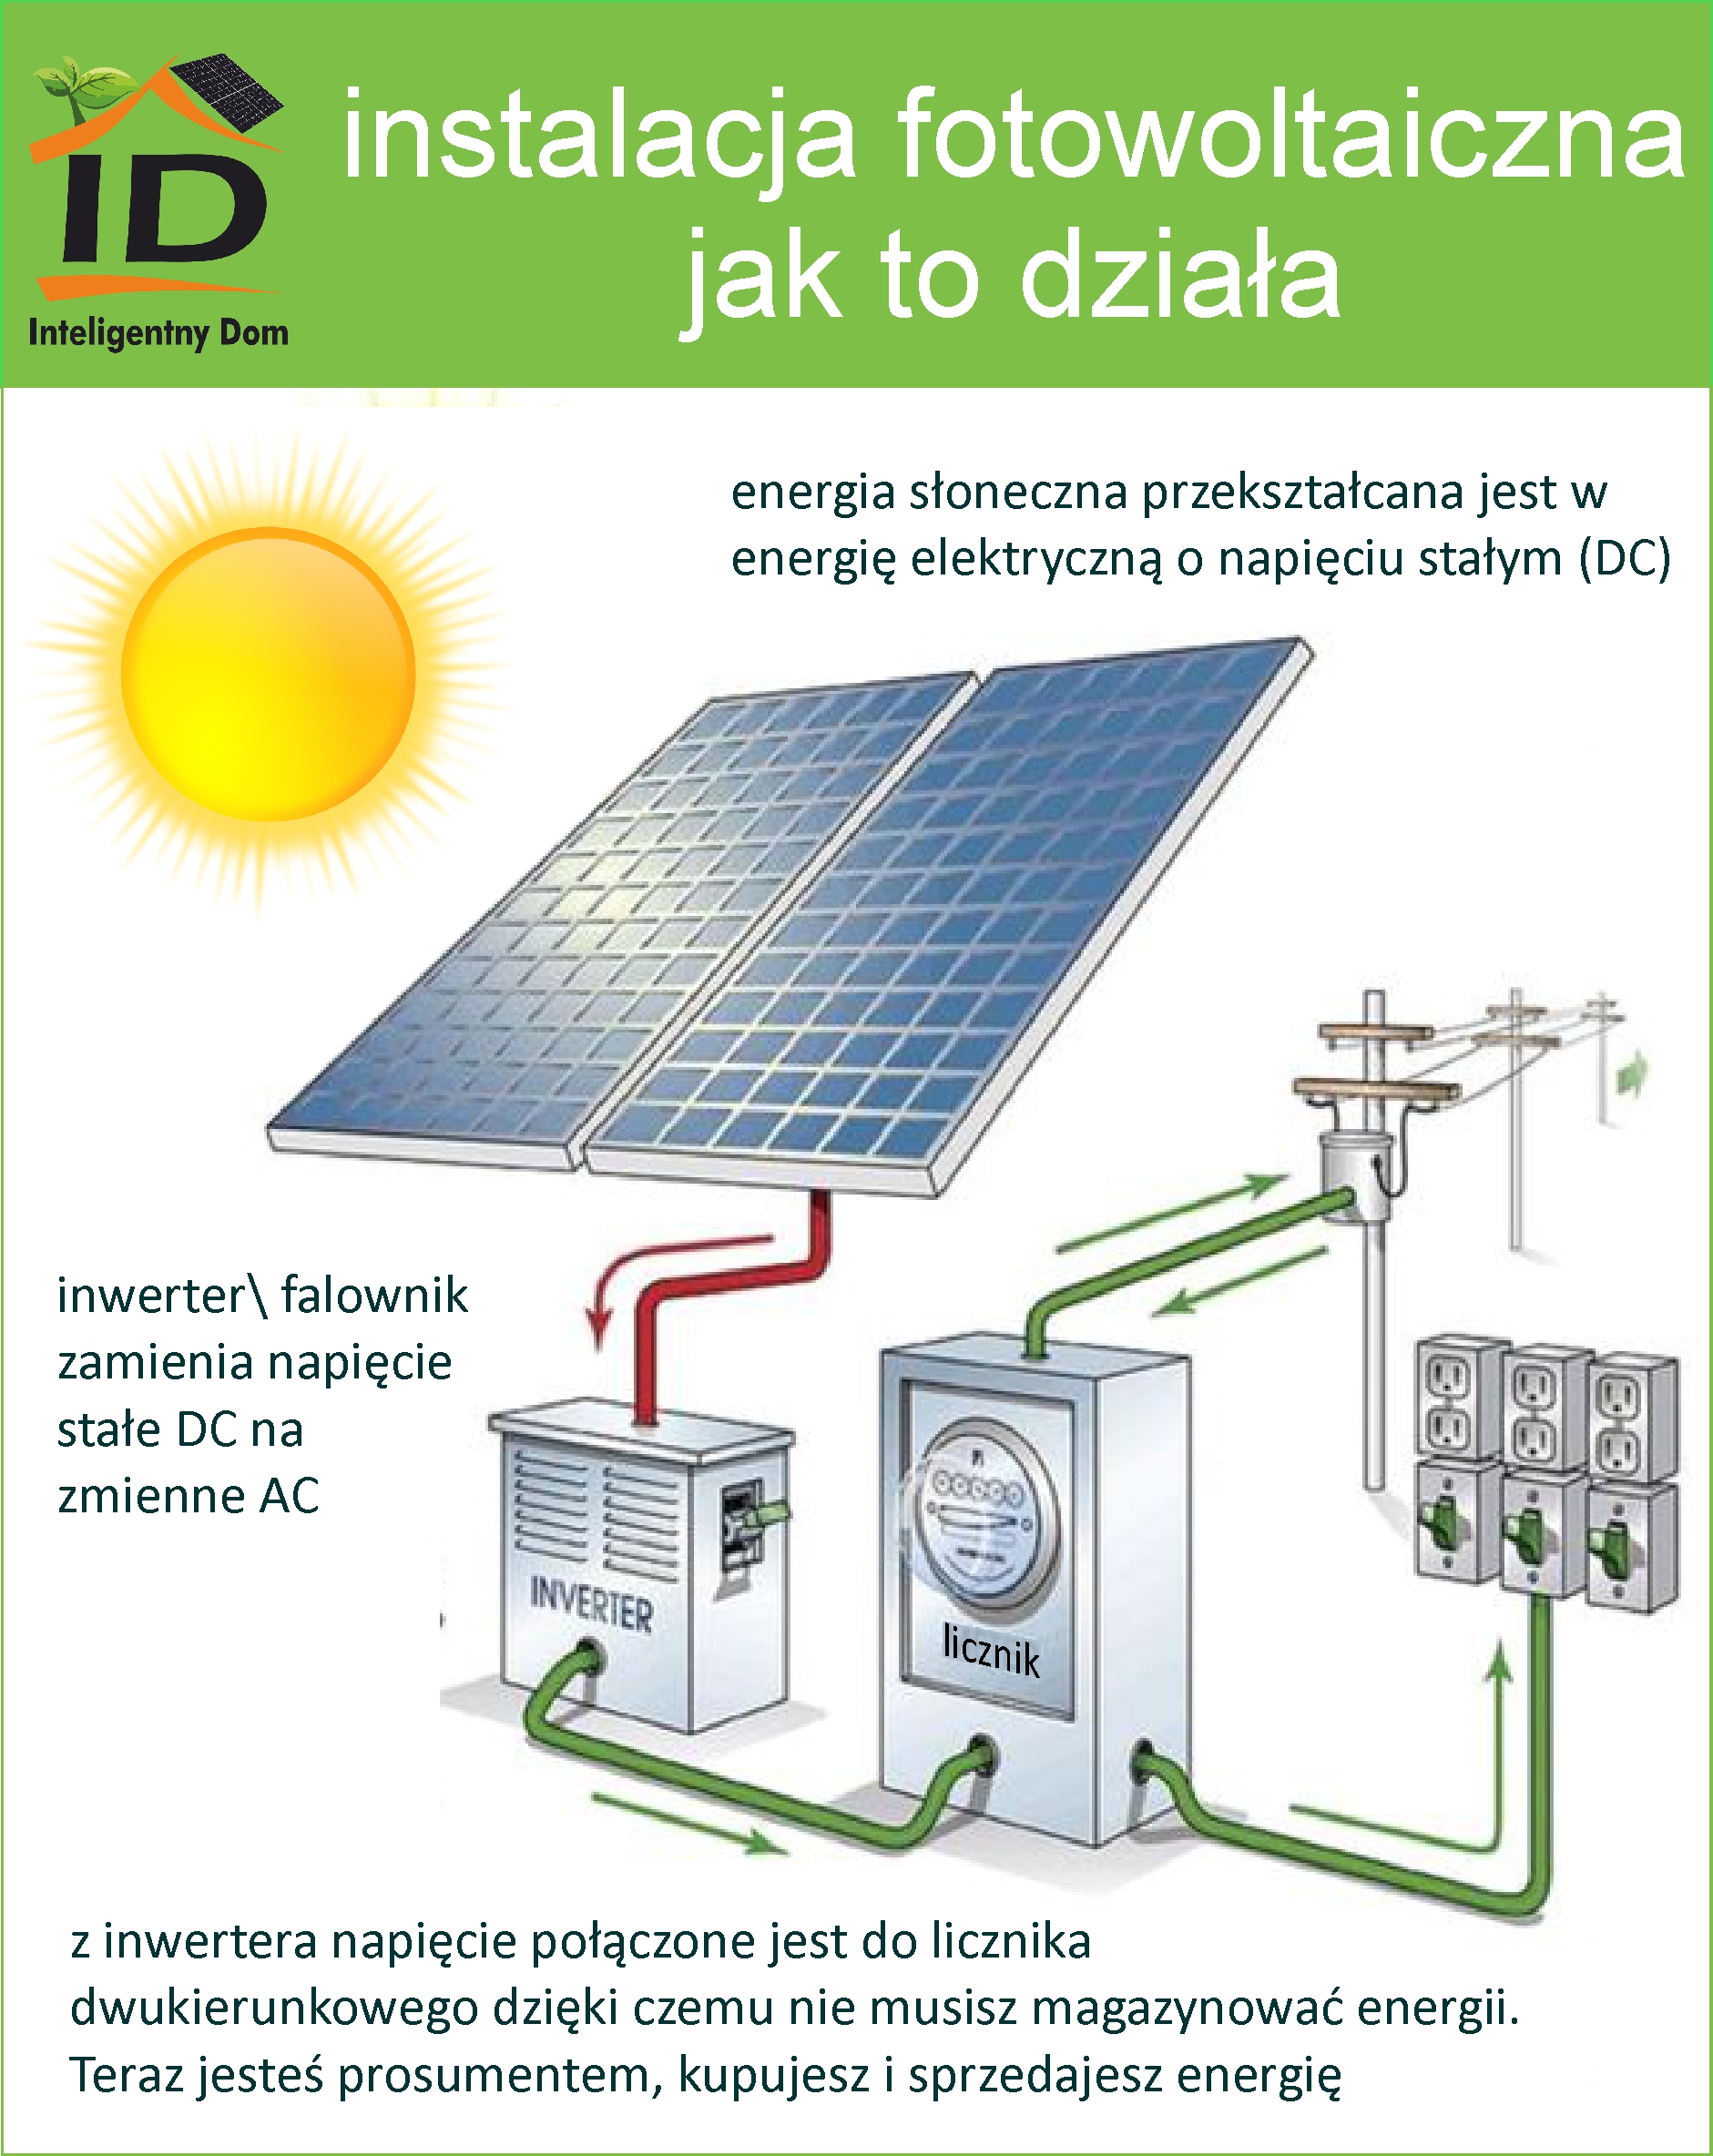 ID
Inteligentny Dom
instalacja fotowoltaiczna
jak to działa
energia słoneczna przekształcana jest w
energię elektryczną o napięciu stałym (DC)
inwerter\ falownik
zamienia napięcie
stałe DC na
zmienne AC
INVERTER
licznik
z inwertera napięcie połączone jest do licznika
dwukierunkowego dzięki czemu nie musisz magazynować energii.
Teraz jesteś prosumentem, kupujesz i sprzedajesz energię